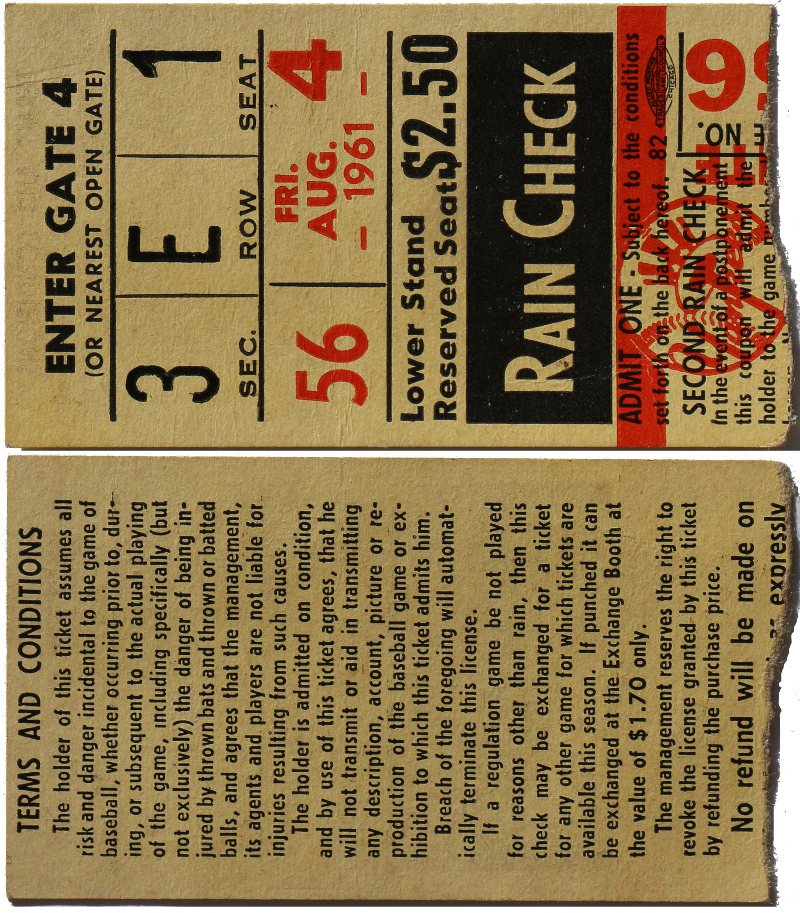 ENTER GATE 4
(OR NEAREST OPEN GATE)
3 E 1
SEC. ROW SEAT
56 FRI. AUG. 4
– 1961 –
Lower Stand
Reserved Seat $2.50
RAIN CHECK
ADMIT ONE - Subject to the conditions
set forth on the back hereof. 82
SECOND RAIN CHECK
In the event of a postponement
this coupon will admit the
holder to the game
ON
TERMS AND CONDITIONS
The holder of this ticket assumes all
risk and danger incidental to the game of
baseball, whether occurring prior to, dur-
ing, or subsequent to the actual playing
of the game, including specifically (but
not exclusively) the danger of being in-
jured by thrown bats and thrown or batted
balls, and agrees that the management,
its agents and players are not liable for
injuries resulting from such causes.
The holder is admitted on condition,
and by use of this ticket agrees, that he
will not transmit or aid in transmitting
any description, account, picture or re-
production of the baseball game or ex-
hibition to which this ticket admits him.
Breach of the foregoing will automat-
ically terminate this license.
If a regulation game be not played
for reasons other than rain, then this
check may be exchanged for a ticket
for any other game for which tickets are
available this season. If punched it can
be exchanged at the Exchange Booth at
the value of $1.70 only.
The management reserves the right to
revoke the license granted by this ticket
by refunding the purchase price.
No refund will be made on
expressly